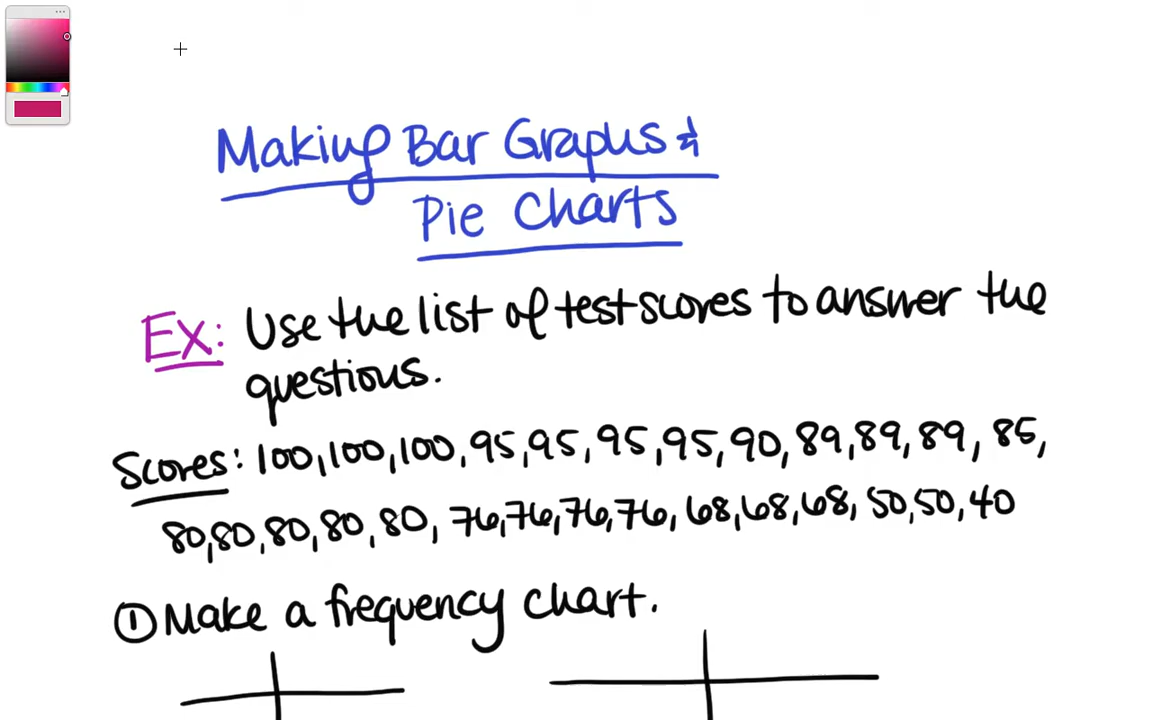 Making Bar Graphs &
Pie Charts
EX: Use the list of test scores to answer the
questions.
Scores: 100,100,100,95,95,95,95,90,89,89,89,85,
80,80,80,80,80,76,76,76,76,68,68,68,50,50,40
① Make a frequency chart.